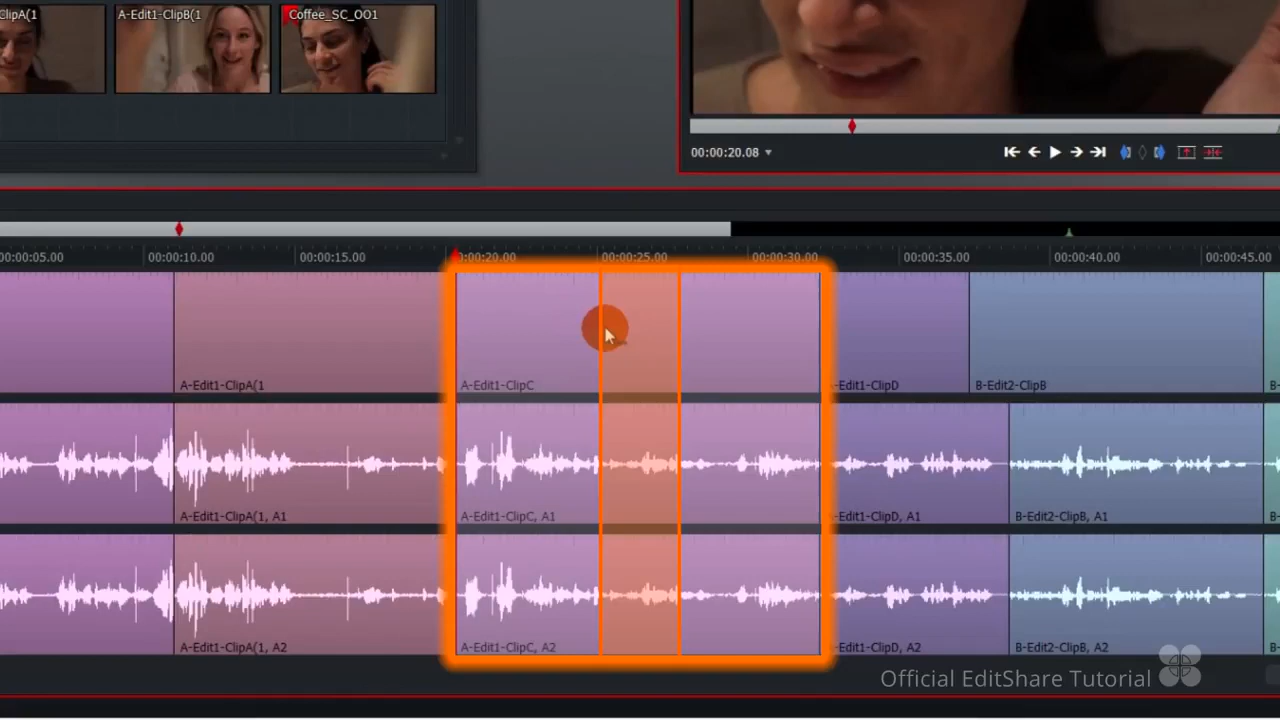 ClipA(1
A-Edit1-ClipB(1
Coffee_SC_OO1
00:00:20.08
00:00:05.00
00:00:10.00
00:00:15.00
0:00:20.00
00:00:25.00
00:00:30.00
00:00:35.00
00:00:40.00
00:00:45.00
A-Edit1-ClipA(1
A-Edit1-ClipC
-Edit1-ClipD
B-Edit2-ClipB
B-
A-Edit1-ClipA(1, A1
A-Edit1-ClipC, A1
-Edit1-ClipD, A1
B-Edit2-ClipB, A1
B-
A-Edit1-ClipA(1, A2
A-Edit1-ClipC, A2
-Edit1-ClipD, A2
B-Edit2-ClipB, A2
B-
Official EditShare Tutorial